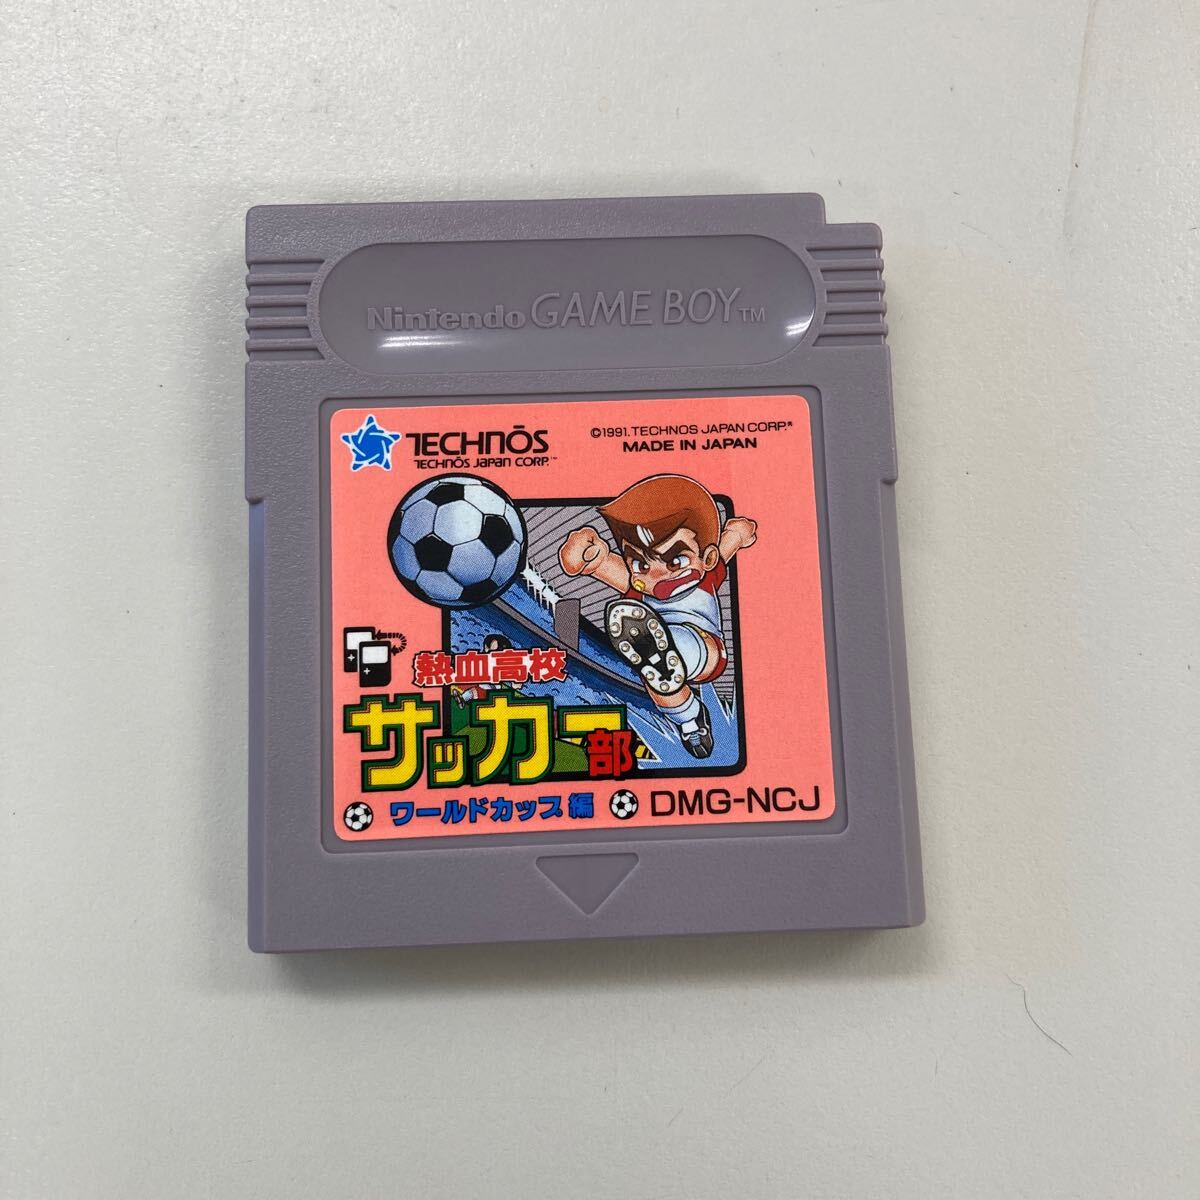 Nintendo GAME BOY™
TECHNŌS
TECHNŌS JAPAN CORP.™
©1991.TECHNOS JAPAN CORP.®
MADE IN JAPAN
熱血高校
サッカー部
ワールドカップ編
DMG-NCJ